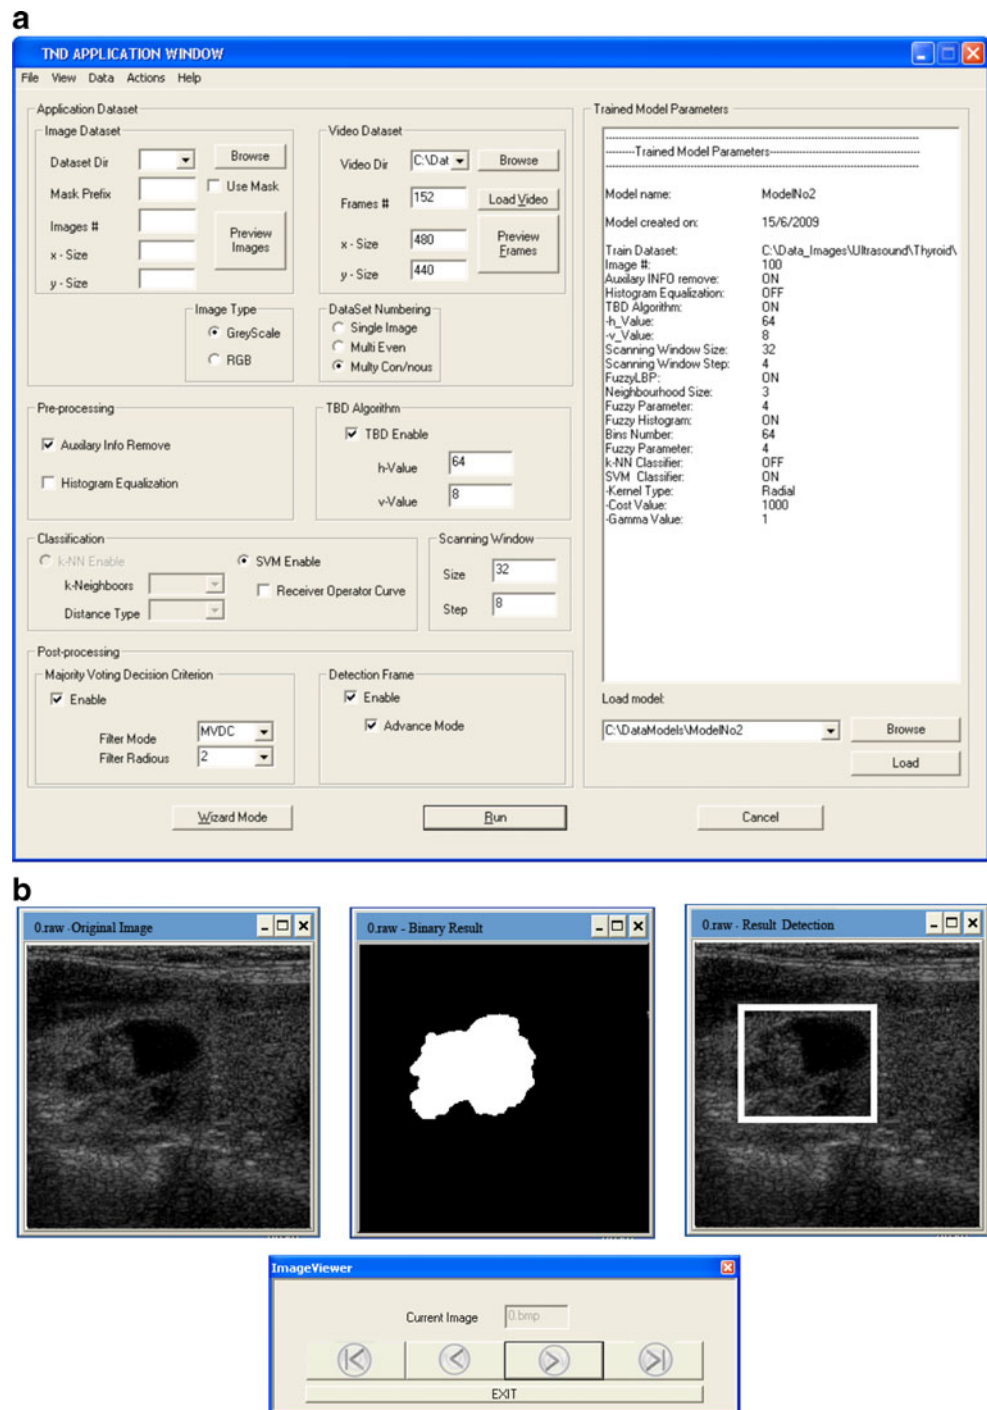 a
TND APPLICATION WINDOW
File View Data Actions Help
Application Dataset
Image Dataset
Dataset Dir
Browse
Mask Prefix
Use Mask
Images #
x - Size
y - Size
Preview
Images
Video Dataset
Video Dir
C:\Dat
Browse
Frames #
152
Load Video
x - Size
480
y - Size
440
Preview
Frames
Image Type
GreyScale
RGB
DataSet Numbering
Single Image
Multi Even
Multy Con/nous
Pre-processing
Auxilary Info Remove
Histogram Equalization
TBD Algorithm
TBD Enable
h-Value
64
v-Value
8
Classification
k-NN Enable
k-Neighboors
Distance Type
SVM Enable
Receiver Operator Curve
Scanning Window
Size
32
Step
8
Post-processing
Majority Voting Decision Criterion
Enable
Filter Mode
MVDC
Filter Radious
2
Detection Frame
Enable
Advance Mode
Trained Model Parameters
--------Trained Model Parameters--------
Model name: ModelNo2
Model created on: 15/6/2009
Train Dataset: C:\Data_Images\Ultrasound\Thyroid\
Image #: 100
Auxilary INFO remove: ON
Histogram Equalization: OFF
TBD Algorithm: ON
-h_Value: 64
-v_Value: 8
Scanning Window Size: 32
Scanning Window Step: 4
FuzzyLBP: ON
Neighbourhood Size: 3
Fuzzy Parameter: 4
Fuzzy Histogram: ON
Bins Number: 64
Fuzzy Parameter: 4
k-NN Classifier: OFF
SVM Classifier: ON
-Kernel Type: Radial
-Cost Value: 1000
-Gamma Value: 1
Load model:
C:\DataModels\ModelNo2
Browse
Load
Wizard Mode
Run
Cancel
b
0.raw -Original Image
0.raw - Binary Result
0.raw - Result Detection
ImageViewer
Current Image
0.bmp
EXIT